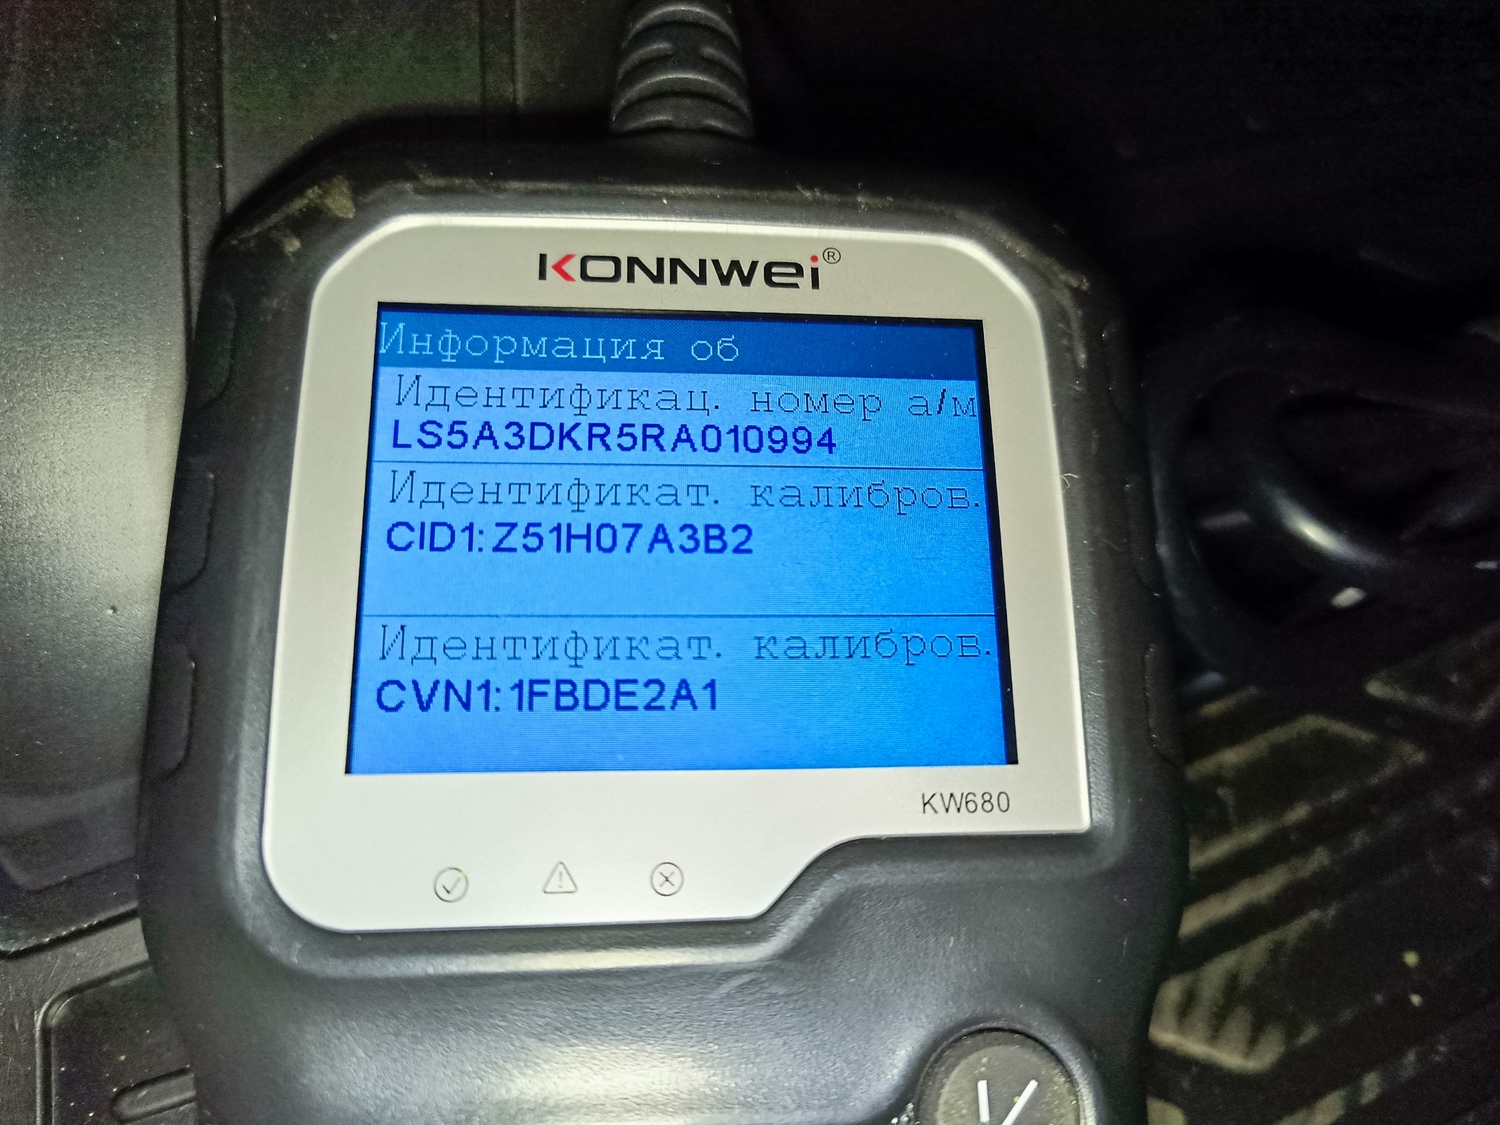 KONNWEI®
Информация об
Идентификац. номер а/м
LS5A3DKR5RA010994
Идентификат. калибров.
CID1:Z51H07A3B2
Идентификат. калибров.
CVN1:1FBDE2A1
KW680